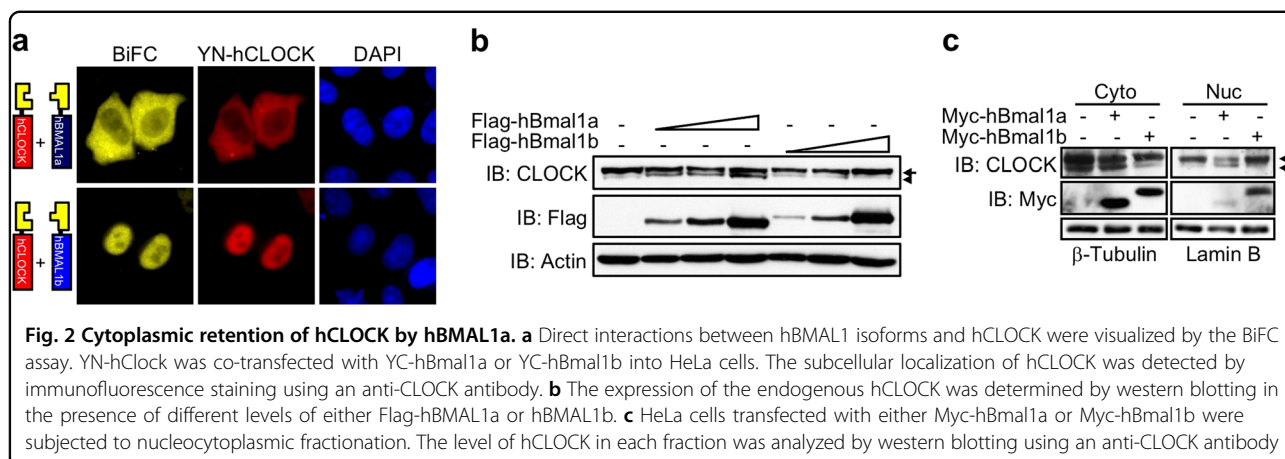 a
BiFC YN-hCLOCK DAPI
hCLOCK + hBMAL1a
hCLOCK + hBMAL1b
b
Flag-hBmal1a - - - -
Flag-hBmal1b - - - -
IB: CLOCK
IB: Flag
IB: Actin
c
Cyto Nuc
Myc-hBmal1a - + - - + -
Myc-hBmal1b - - + - - +
IB: CLOCK
IB: Myc
β-Tubulin Lamin B
Fig. 2 Cytoplasmic retention of hCLOCK by hBMAL1a. a Direct interactions between hBMAL1 isoforms and hCLOCK were visualized by the BiFC
assay. YN-hClock was co-transfected with YC-hBmal1a or YC-hBmal1b into HeLa cells. The subcellular localization of hCLOCK was detected by
immunofluorescence staining using an anti-CLOCK antibody. b The expression of the endogenous hCLOCK was determined by western blotting in
the presence of different levels of either Flag-hBMAL1a or hBMAL1b. c HeLa cells transfected with either Myc-hBmal1a or Myc-hBmal1b were
subjected to nucleocytoplasmic fractionation. The level of hCLOCK in each fraction was analyzed by western blotting using an anti-CLOCK antibody